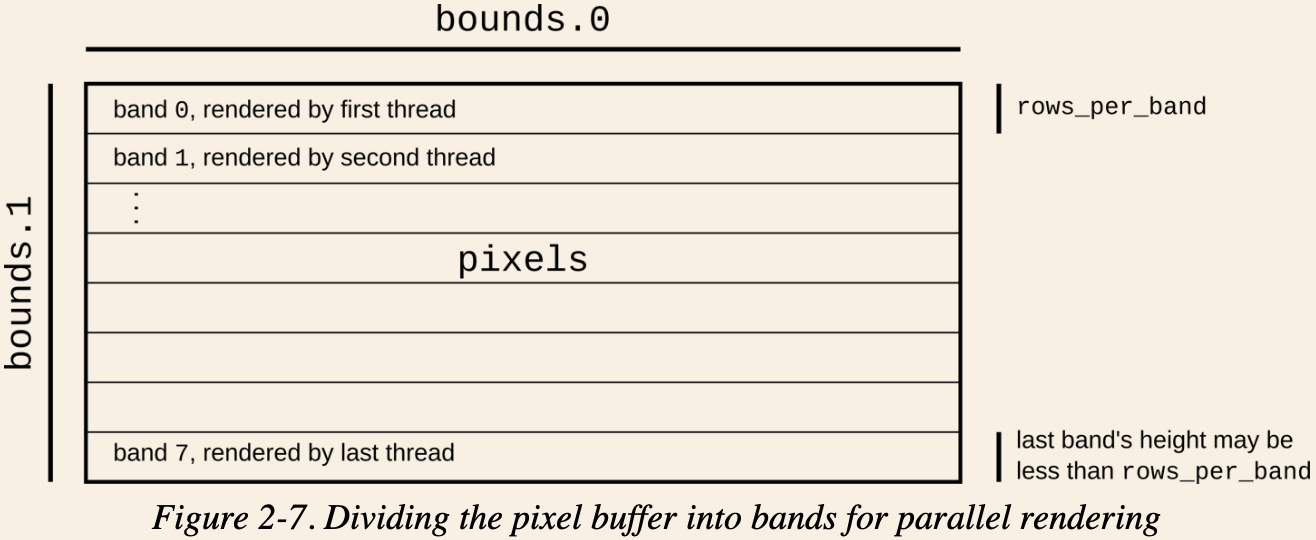 bounds.0
bounds.1
band 0, rendered by first thread
rows_per_band
band 1, rendered by second thread
⋮
pixels
band 7, rendered by last thread
last band's height may be
less than rows_per_band
Figure 2-7. Dividing the pixel buffer into bands for parallel rendering